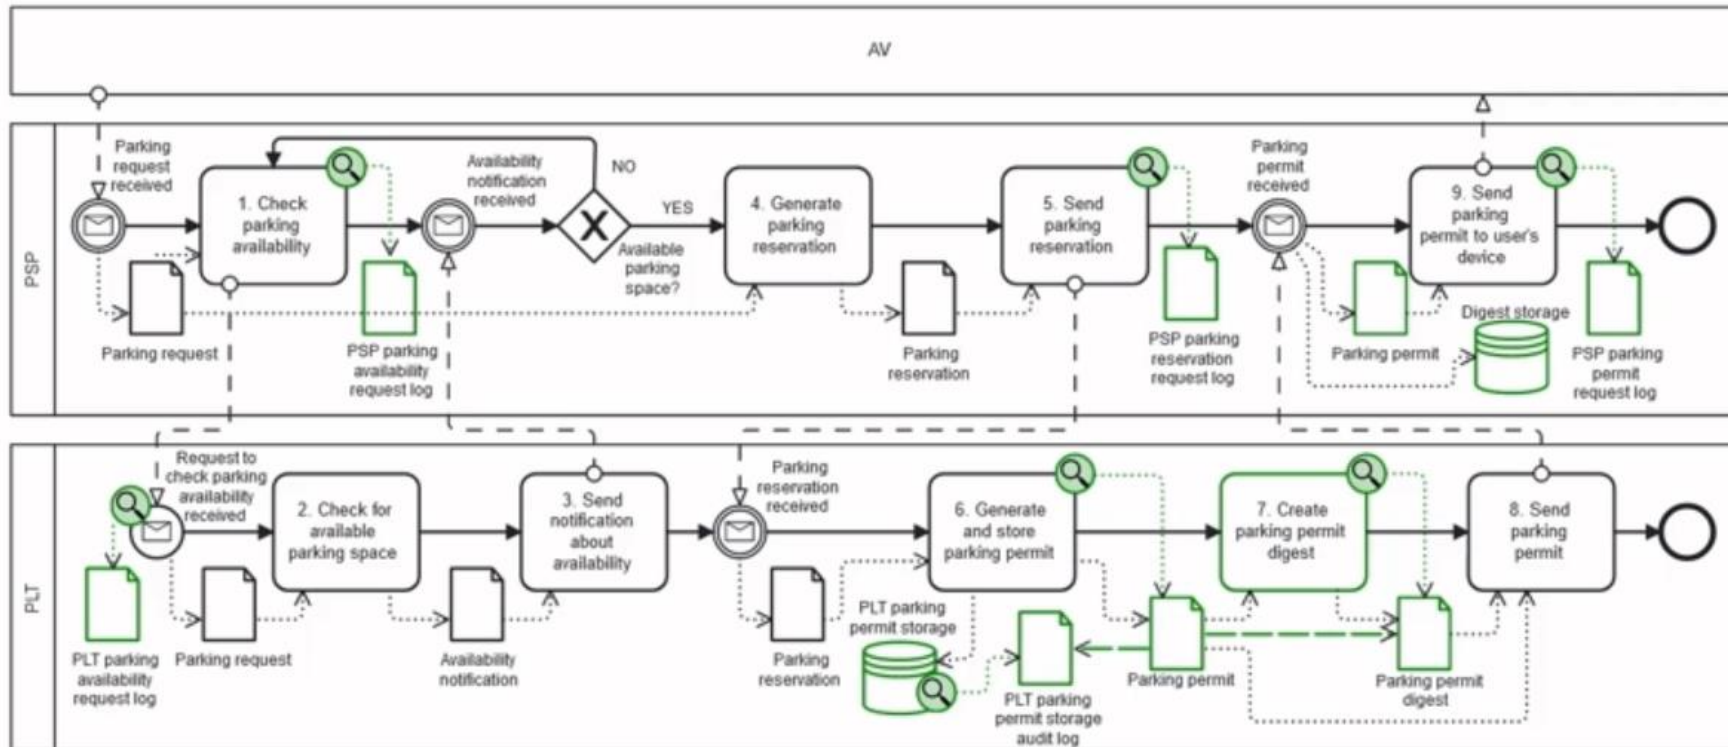 AV
PSP
Parking
request
received
1. Check
parking
availability
Parking request
PSP parking
availability
request log
Availability
notification
received
NO
YES
Available
parking
space?
4. Generate
parking
reservation
Parking
reservation
5. Send
parking
reservation
PSP parking
reservation
request log
Parking
permit
received
Parking permit
Digest storage
9. Send
parking
permit to user's
device
PSP parking
permit
request log
PLT
Request to
check parking
availability
received
PLT parking
availability
request log
Parking request
2. Check for
available
parking space
Availability
notification
3. Send
notification
about
availability
Parking
reservation
received
Parking
reservation
6. Generate
and store
parking permit
PLT parking
permit storage
PLT parking
permit storage
audit log
Parking permit
7. Create
parking permit
digest
Parking permit
digest
8. Send
parking
permit